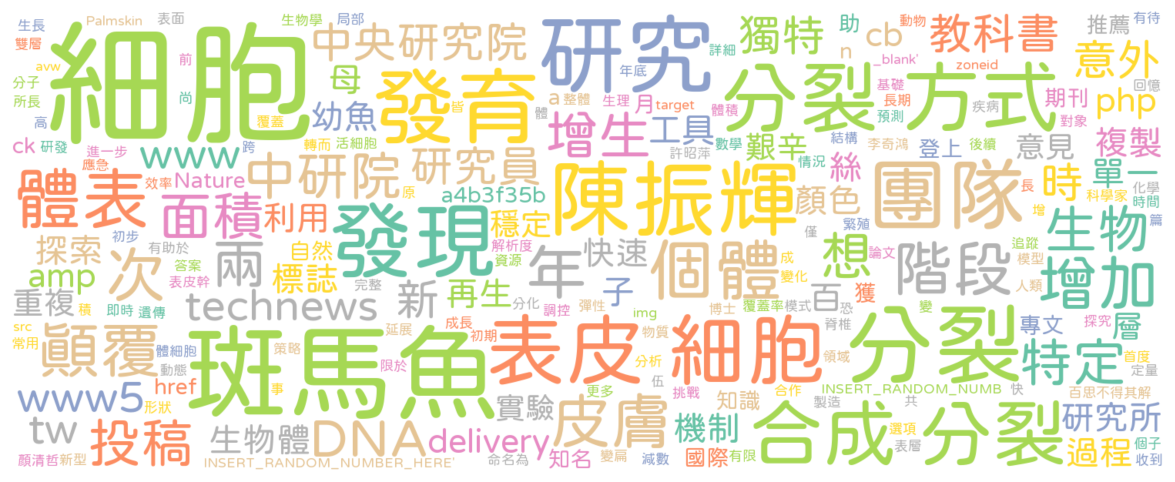 生長 Palmskin 表面 生物學 局部 獨特 助 cb 教科書 推薦 有待
雙層 細胞 中央研究院 研究 詳細 n 動物 意外
avw 前 母 發育 年底 分裂 方式 _blank' zoneid 回憶
分子 尚 皆 a 整體 生理 月 target 基礎 疾病 期刊 php
所長 幼魚 體 體積 長期 對象
高 覆蓋 增生 工具 數學 艱辛 預測 複製
ck 研發 跨 轉而 活細胞 許昭萍 結構 李奇鴻 後續 意見
進一步 www 中研院 研究員 情況 絲 登上
應急 效率 Nature 原 a4b3f35b 陳振輝 顏色 團隊 長 時 單一 化學
體表 面積 利用 發現 穩定 繁殖 增 科學家 時間
初步 自然 解析度 僅 生物 篇
探索 次 有助於 兩 資源 年 快速 個體 成 想 論文 階段 追蹤
amp 答案 標誌 再生 子 變化 模型 增加
表皮幹 完整 分化 百 恐 獲 人類
重複 積 即時 遺傳 technews 新 調控 彈性 博士 覆蓋率 模式 變 探究 層
src 延展 成長 初期 img 脊椎 專文
常用 顛覆 體細胞 策略 斑馬魚 表皮 細胞 物質 領域 分裂 特定 首度
動態 限於 分析 定量
www5 形狀 href 事 更多 伍 挑戰 合作 INSERT_RANDOM_NUMB 快
實驗 知識 製造 共 百思不得其解
tw 投稿 生物體 DNA delivery 皮膚 機制 合成 分裂 選項 研究所
顏清哲 新型 INSERT_RANDOM_NUMBER_HERE' 命名為 知名 變扁 減數 國際 有限 表層 過程 個子 收到